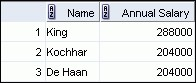 Name Annual Salary
1 King 288000
2 Kochhar 204000
3 De Haan 204000